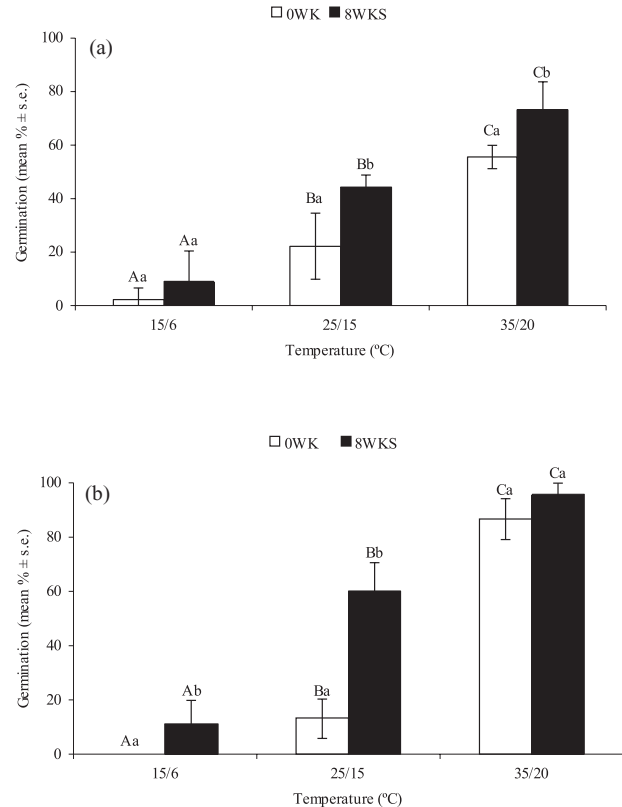 0WK 8WKS
(a)
Germination (mean % ± s.e.)
100
80
60
40
20
0
Aa Aa Ba Bb Ca Cb
15/6 25/15 35/20
Temperature (ºC)
0WK 8WKS
(b)
Germination (mean % ± s.e.)
100
80
60
40
20
0
Aa Ab Ba Bb Ca Ca
15/6 25/15 35/20
Temperature (ºC)